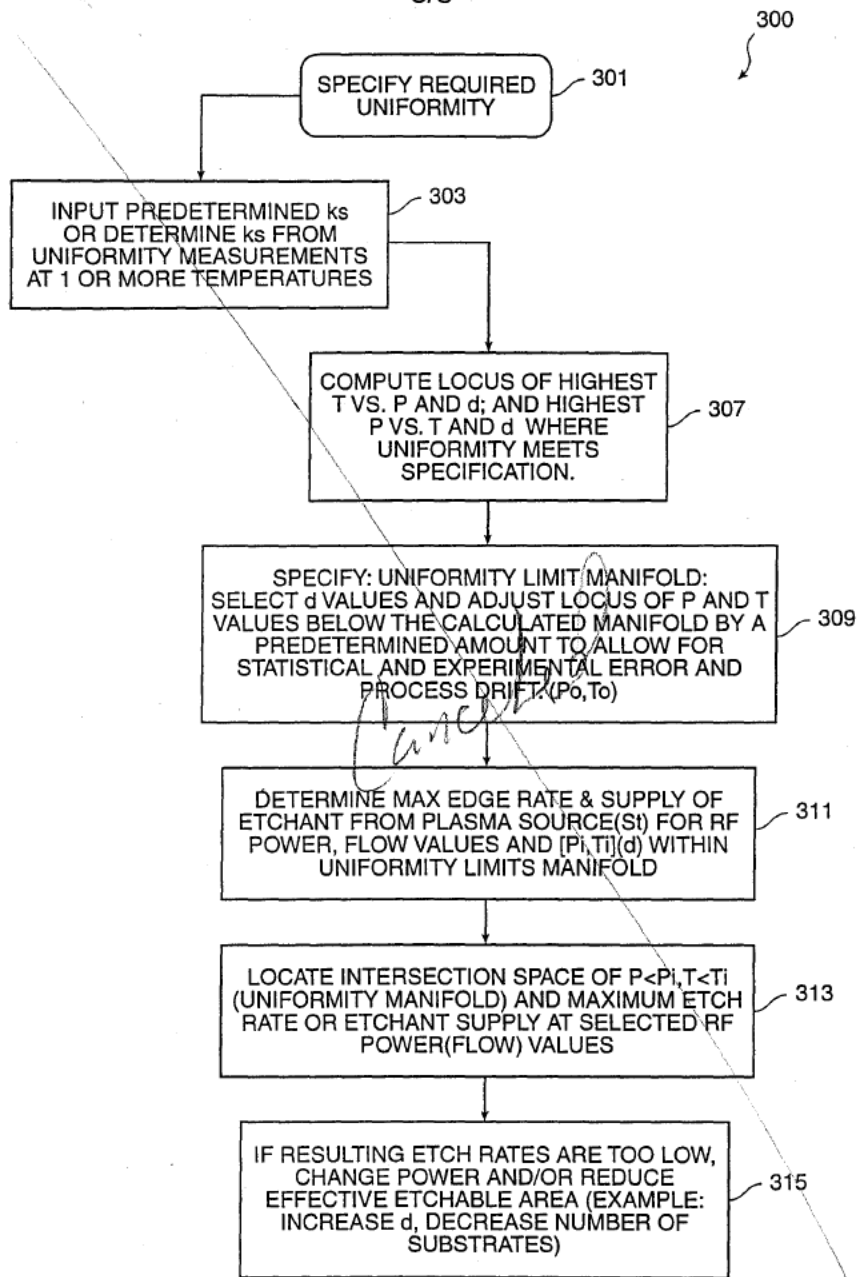 300
SPECIFY REQUIRED
UNIFORMITY
301
INPUT PREDETERMINED ks
OR DETERMINE ks FROM
UNIFORMITY MEASUREMENTS
AT 1 OR MORE TEMPERATURES
303
COMPUTE LOCUS OF HIGHEST
T VS. P AND d; AND HIGHEST
P VS. T AND d WHERE
UNIFORMITY MEETS
SPECIFICATION.
307
SPECIFY: UNIFORMITY LIMIT MANIFOLD:
SELECT d VALUES AND ADJUST LOCUS OF P AND T
VALUES BELOW THE CALCULATED MANIFOLD BY A
PREDETERMINED AMOUNT TO ALLOW FOR
STATISTICAL AND EXPERIMENTAL ERROR AND
PROCESS DRIFT. (Po,To)
309
Cancelled
DETERMINE MAX EDGE RATE & SUPPLY OF
ETCHANT FROM PLASMA SOURCE(St) FOR RF
POWER, FLOW VALUES AND [Pi,Ti](d) WITHIN
UNIFORMITY LIMITS MANIFOLD
311
LOCATE INTERSECTION SPACE OF P<Pi,T<Ti
(UNIFORMITY MANIFOLD) AND MAXIMUM ETCH
RATE OR ETCHANT SUPPLY AT SELECTED RF
POWER(FLOW) VALUES
313
IF RESULTING ETCH RATES ARE TOO LOW,
CHANGE POWER AND/OR REDUCE
EFFECTIVE ETCHABLE AREA (EXAMPLE:
INCREASE d, DECREASE NUMBER OF
SUBSTRATES)
315